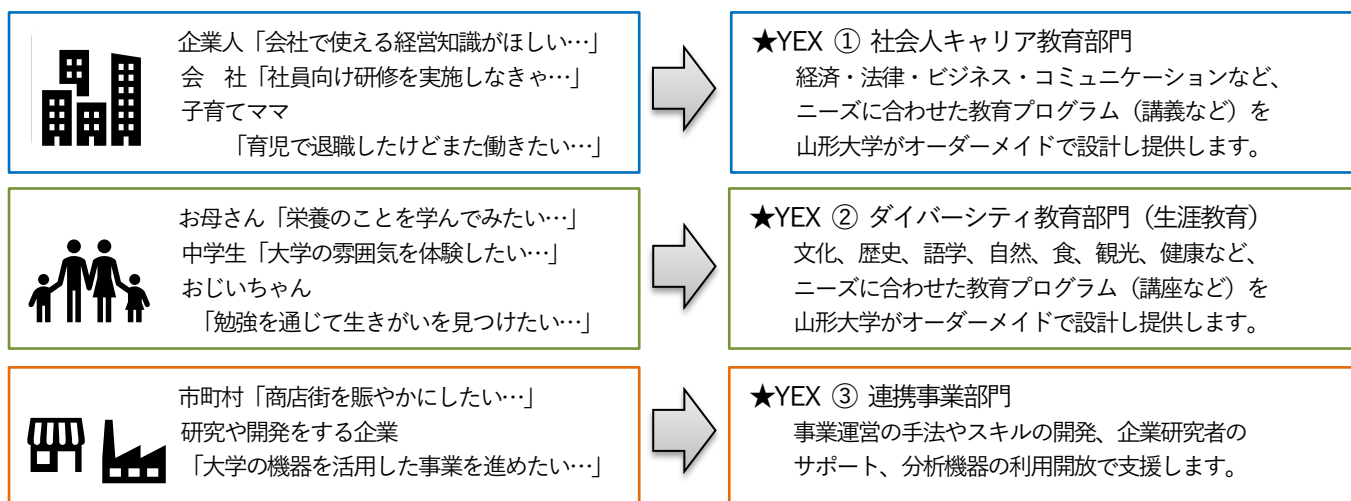 企業人「会社で使える経営知識がほしい…」
会　社「社員向け研修を実施しなきゃ…」
子育てママ
「育児で退職したけどまた働きたい…」
★YEX ① 社会人キャリア教育部門
経済・法律・ビジネス・コミュニケーションなど、
ニーズに合わせた教育プログラム（講義など）を
山形大学がオーダーメイドで設計し提供します。
お母さん「栄養のことを学んでみたい…」
中学生「大学の雰囲気を体験したい…」
おじいちゃん
「勉強を通じて生きがいを見つけたい…」
★YEX ② ダイバーシティ教育部門（生涯教育）
文化、歴史、語学、自然、食、観光、健康など、
ニーズに合わせた教育プログラム（講座など）を
山形大学がオーダーメイドで設計し提供します。
市町村「商店街を賑やかにしたい…」
研究や開発をする企業
「大学の機器を活用した事業を進めたい…」
★YEX ③ 連携事業部門
事業運営の手法やスキルの開発、企業研究者の
サポート、分析機器の利用開放で支援します。